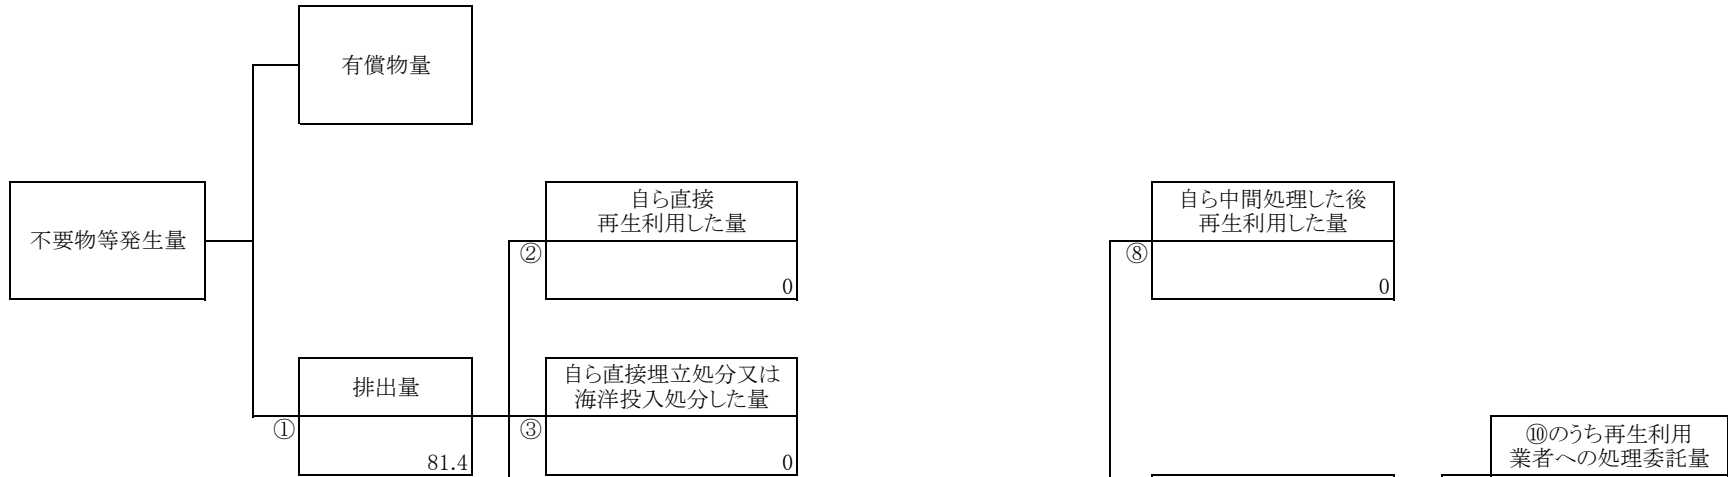 有償物量
不要物等発生量
自ら直接
再生利用した量
②
0
自ら中間処理した後
再生利用した量
⑧
0
排出量
①
81.4
自ら直接埋立処分又は
海洋投入処分した量
③
0
⑩のうち再生利用
業者への処理委託量